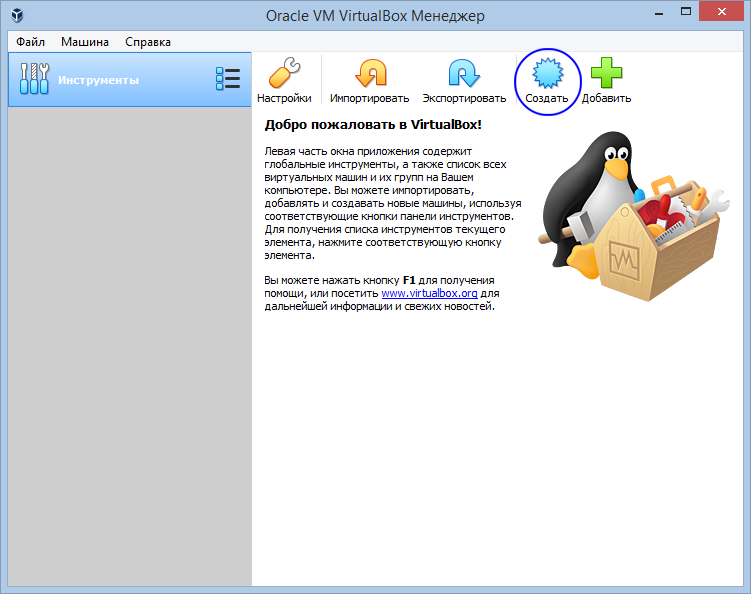 Oracle VM VirtualBox Менеджер
Файл Машина Справка
Инструменты
Настройки Импортировать Экспортировать Создать Добавить
Добро пожаловать в VirtualBox!
Левая часть окна приложения содержит
глобальные инструменты, а также список всех
виртуальных машин и их групп на Вашем
компьютере. Вы можете импортировать,
добавлять и создавать новые машины, используя
соответствующие кнопки панели инструментов.
Для получения списка инструментов текущего
элемента, нажмите соответствующую кнопку
элемента.
Вы можете нажать кнопку F1 для получения
помощи, или посетить www.virtualbox.org для
дальнейшей информации и свежих новостей.